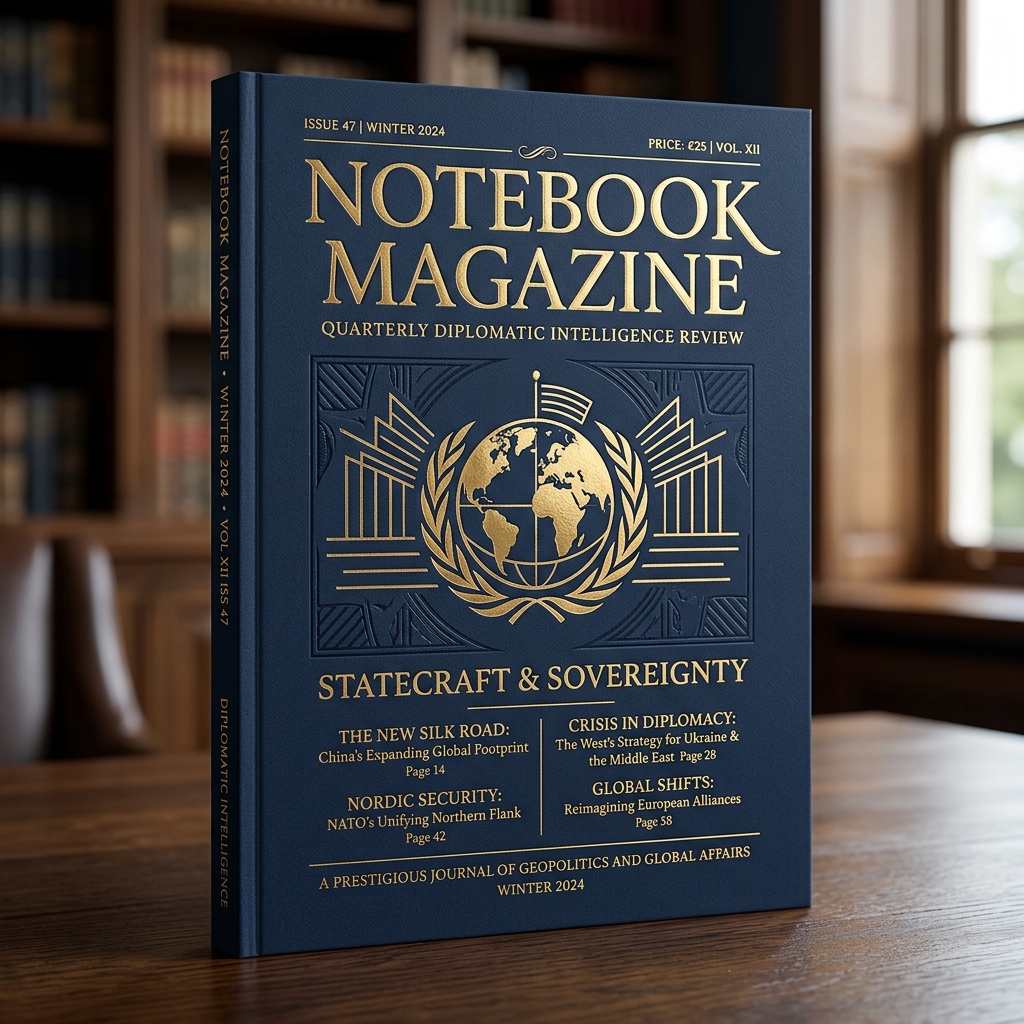 ISSUE 47 | WINTER 2024
PRICE: €25 | VOL. XII
NOTEBOOK
MAGAZINE
QUARTERLY DIPLOMATIC INTELLIGENCE REVIEW
STATECRAFT & SOVEREIGNTY
THE NEW SILK ROAD:
China's Expanding Global Pootprint
Page 14
NORDIC SECURITY:
NATO's Unifying Northern Flank
Page 42
CRISIS IN DIPLOMACY:
The West's Strategy for Ukraine &
the Middle East Page 28
GLOBAL SHIFTS:
Reimagining European Alliances
Page 58
A PRESTIGIOUS JOURNAL OF GEOPOLITICS AND GLOBAL AFFAIRS
WINTER 2024
NOTEBOOK MAGAZINE • WINTER 2024 • VOL XII ISS 47
DIPLOMATIC INTELLIGENCE